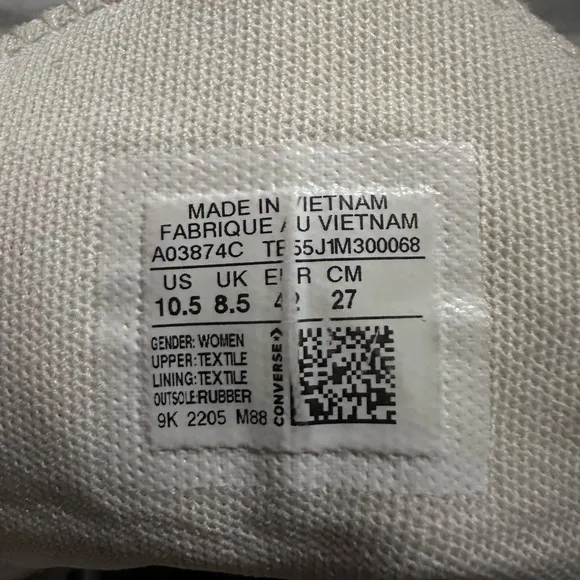 MADE IN VIETNAM
FABRIQUE AU VIETNAM
A03874C 55J1M300068
US UK EUR CM
10.5 8.5 42 27
GENDER: WOMEN
UPPER: TEXTILE
LINING: TEXTILE
OUTSOLE: RUBBER
9K 2205 M88
CONVERSE